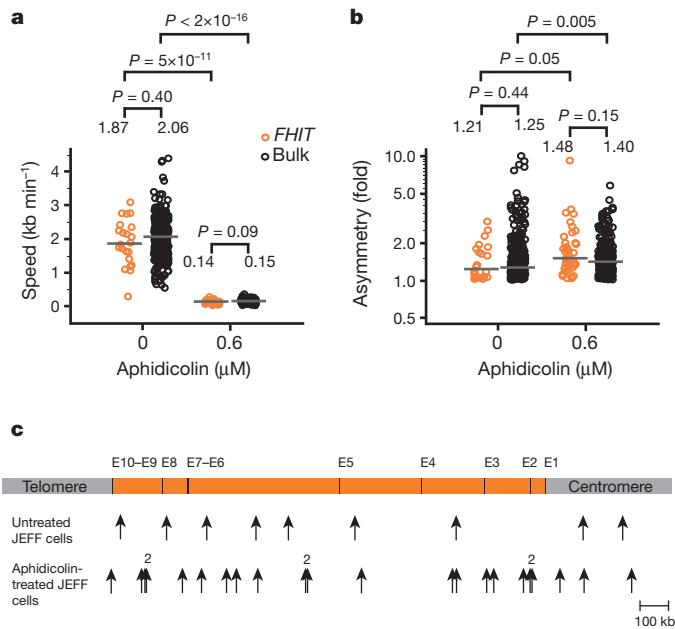 a
P < 2×10⁻¹⁶
P = 5×10⁻¹¹
P = 0.40
1.87 2.06
FHIT
Bulk
P = 0.09
0.14 0.15
4
3
2
1
0
Speed (kb min⁻¹)
0 0.6
Aphidicolin (μM)
b
P = 0.005
P = 0.05
P = 0.44
P = 0.15
1.21 1.25
1.48 1.40
10.0
5.0
2.0
1.0
0.5
Asymmetry (fold)
0 0.6
Aphidicolin (μM)
c
E10–E9 E8 E7–E6 E5 E4 E3 E2 E1
Telomere Centromere
Untreated
JEFF cells
Aphidicolin-
treated JEFF
cells
2 2 2
100 kb